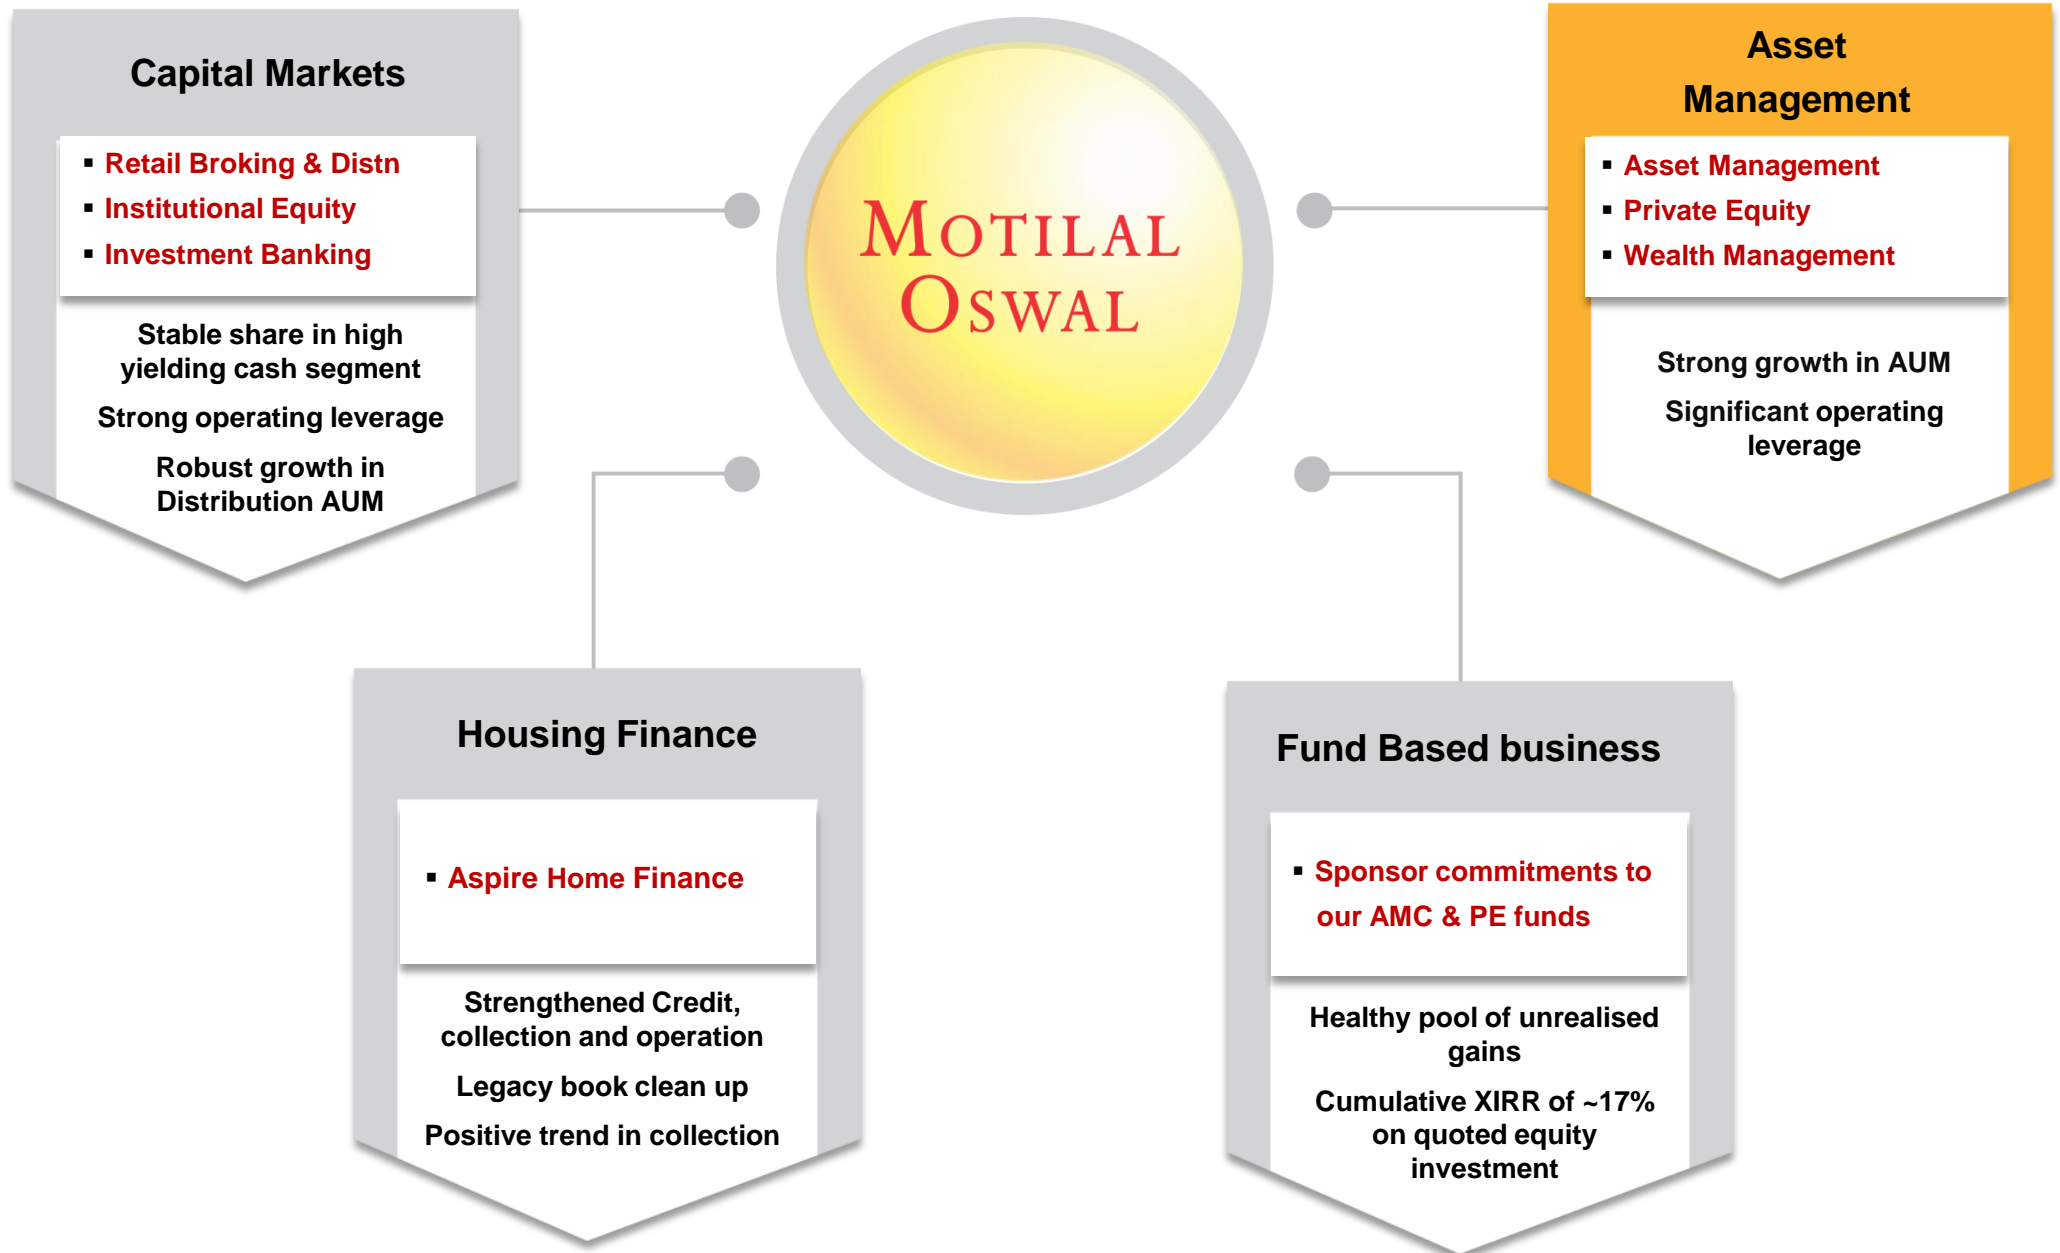 Capital Markets
▪ Retail Broking & Distn
▪ Institutional Equity
▪ Investment Banking
Stable share in high
yielding cash segment
Strong operating leverage
Robust growth in
Distribution AUM
MOTILAL
OSWAL
Asset
Management
▪ Asset Management
▪ Private Equity
▪ Wealth Management
Strong growth in AUM
Significant operating
leverage
Housing Finance
▪ Aspire Home Finance
Strengthened Credit,
collection and operation
Legacy book clean up
Positive trend in collection
Fund Based business
▪ Sponsor commitments to
our AMC & PE funds
Healthy pool of unrealised
gains
Cumulative XIRR of ~17%
on quoted equity
investment